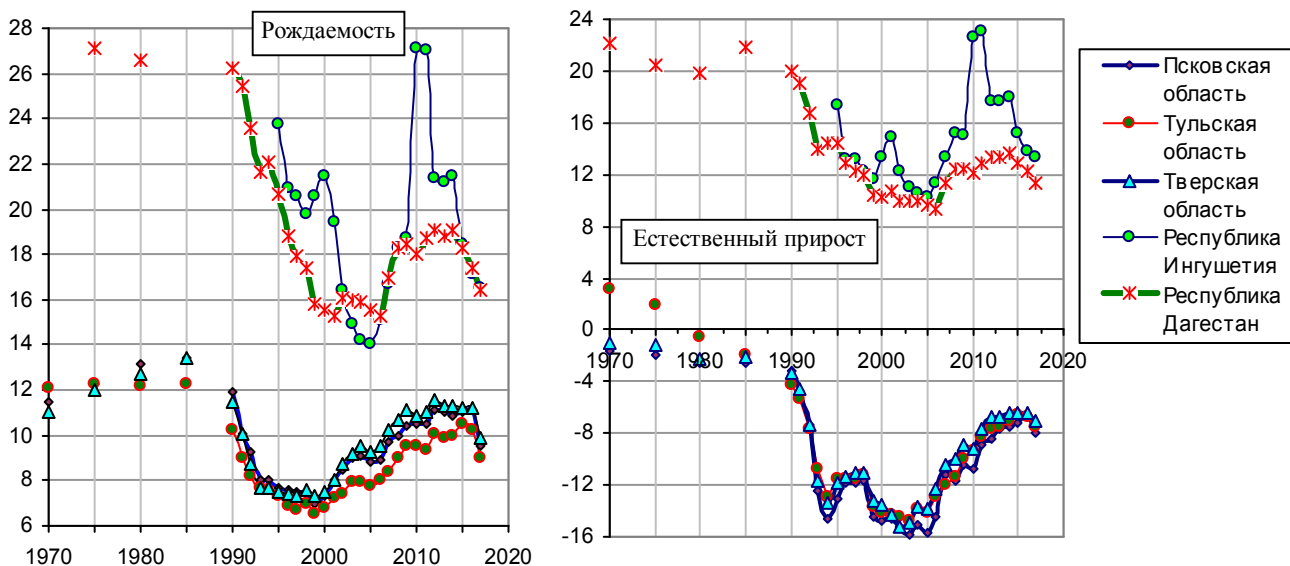 Рождаемость
28
26
24
22
20
18
16
14
12
10
8
6
1970 1980 1990 2000 2010 2020
Естественный прирост
24
20
16
12
8
4
0
-4
-8
-12
-16
1970 1980 1990 2000 2010 2020
Псковская
область
Тульская
область
Тверская
область
Республика
Ингушетия
Республика
Дагестан